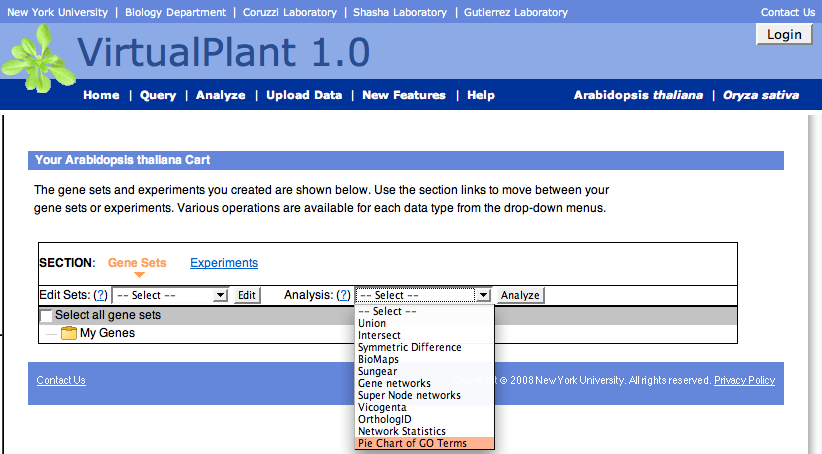 New York University | Biology Department | Coruzzi Laboratory | Shasha Laboratory | Gutierrez Laboratory Contact Us
Login
VirtualPlant 1.0
Home | Query | Analyze | Upload Data | New Features | Help Arabidopsis thaliana | Oryza sativa
Your Arabidopsis thaliana Cart
The gene sets and experiments you created are shown below. Use the section links to move between your
gene sets or experiments. Various operations are available for each data type from the drop-down menus.
SECTION: Gene Sets Experiments
Edit Sets: (?) -- Select -- Edit Analysis: (?) -- Select -- Analyze
Select all gene sets
My Genes
-- Select --
Union
Intersect
Symmetric Difference
BioMaps
Sungear
Gene networks
Super Node networks
Vicogenta
OrthologID
Network Statistics
Pie Chart of GO Terms
Contact Us © 2008 New York University. All rights reserved. Privacy Policy